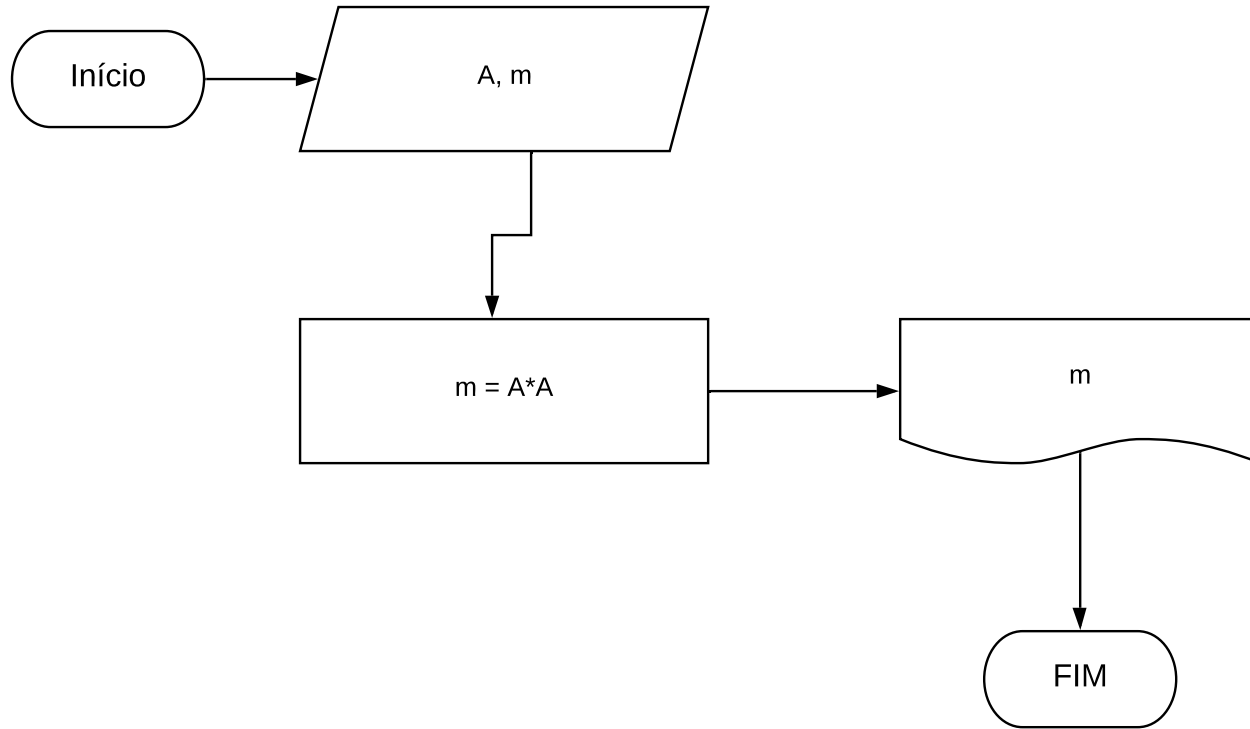 Início
A, m
m = A*A
m
FIM